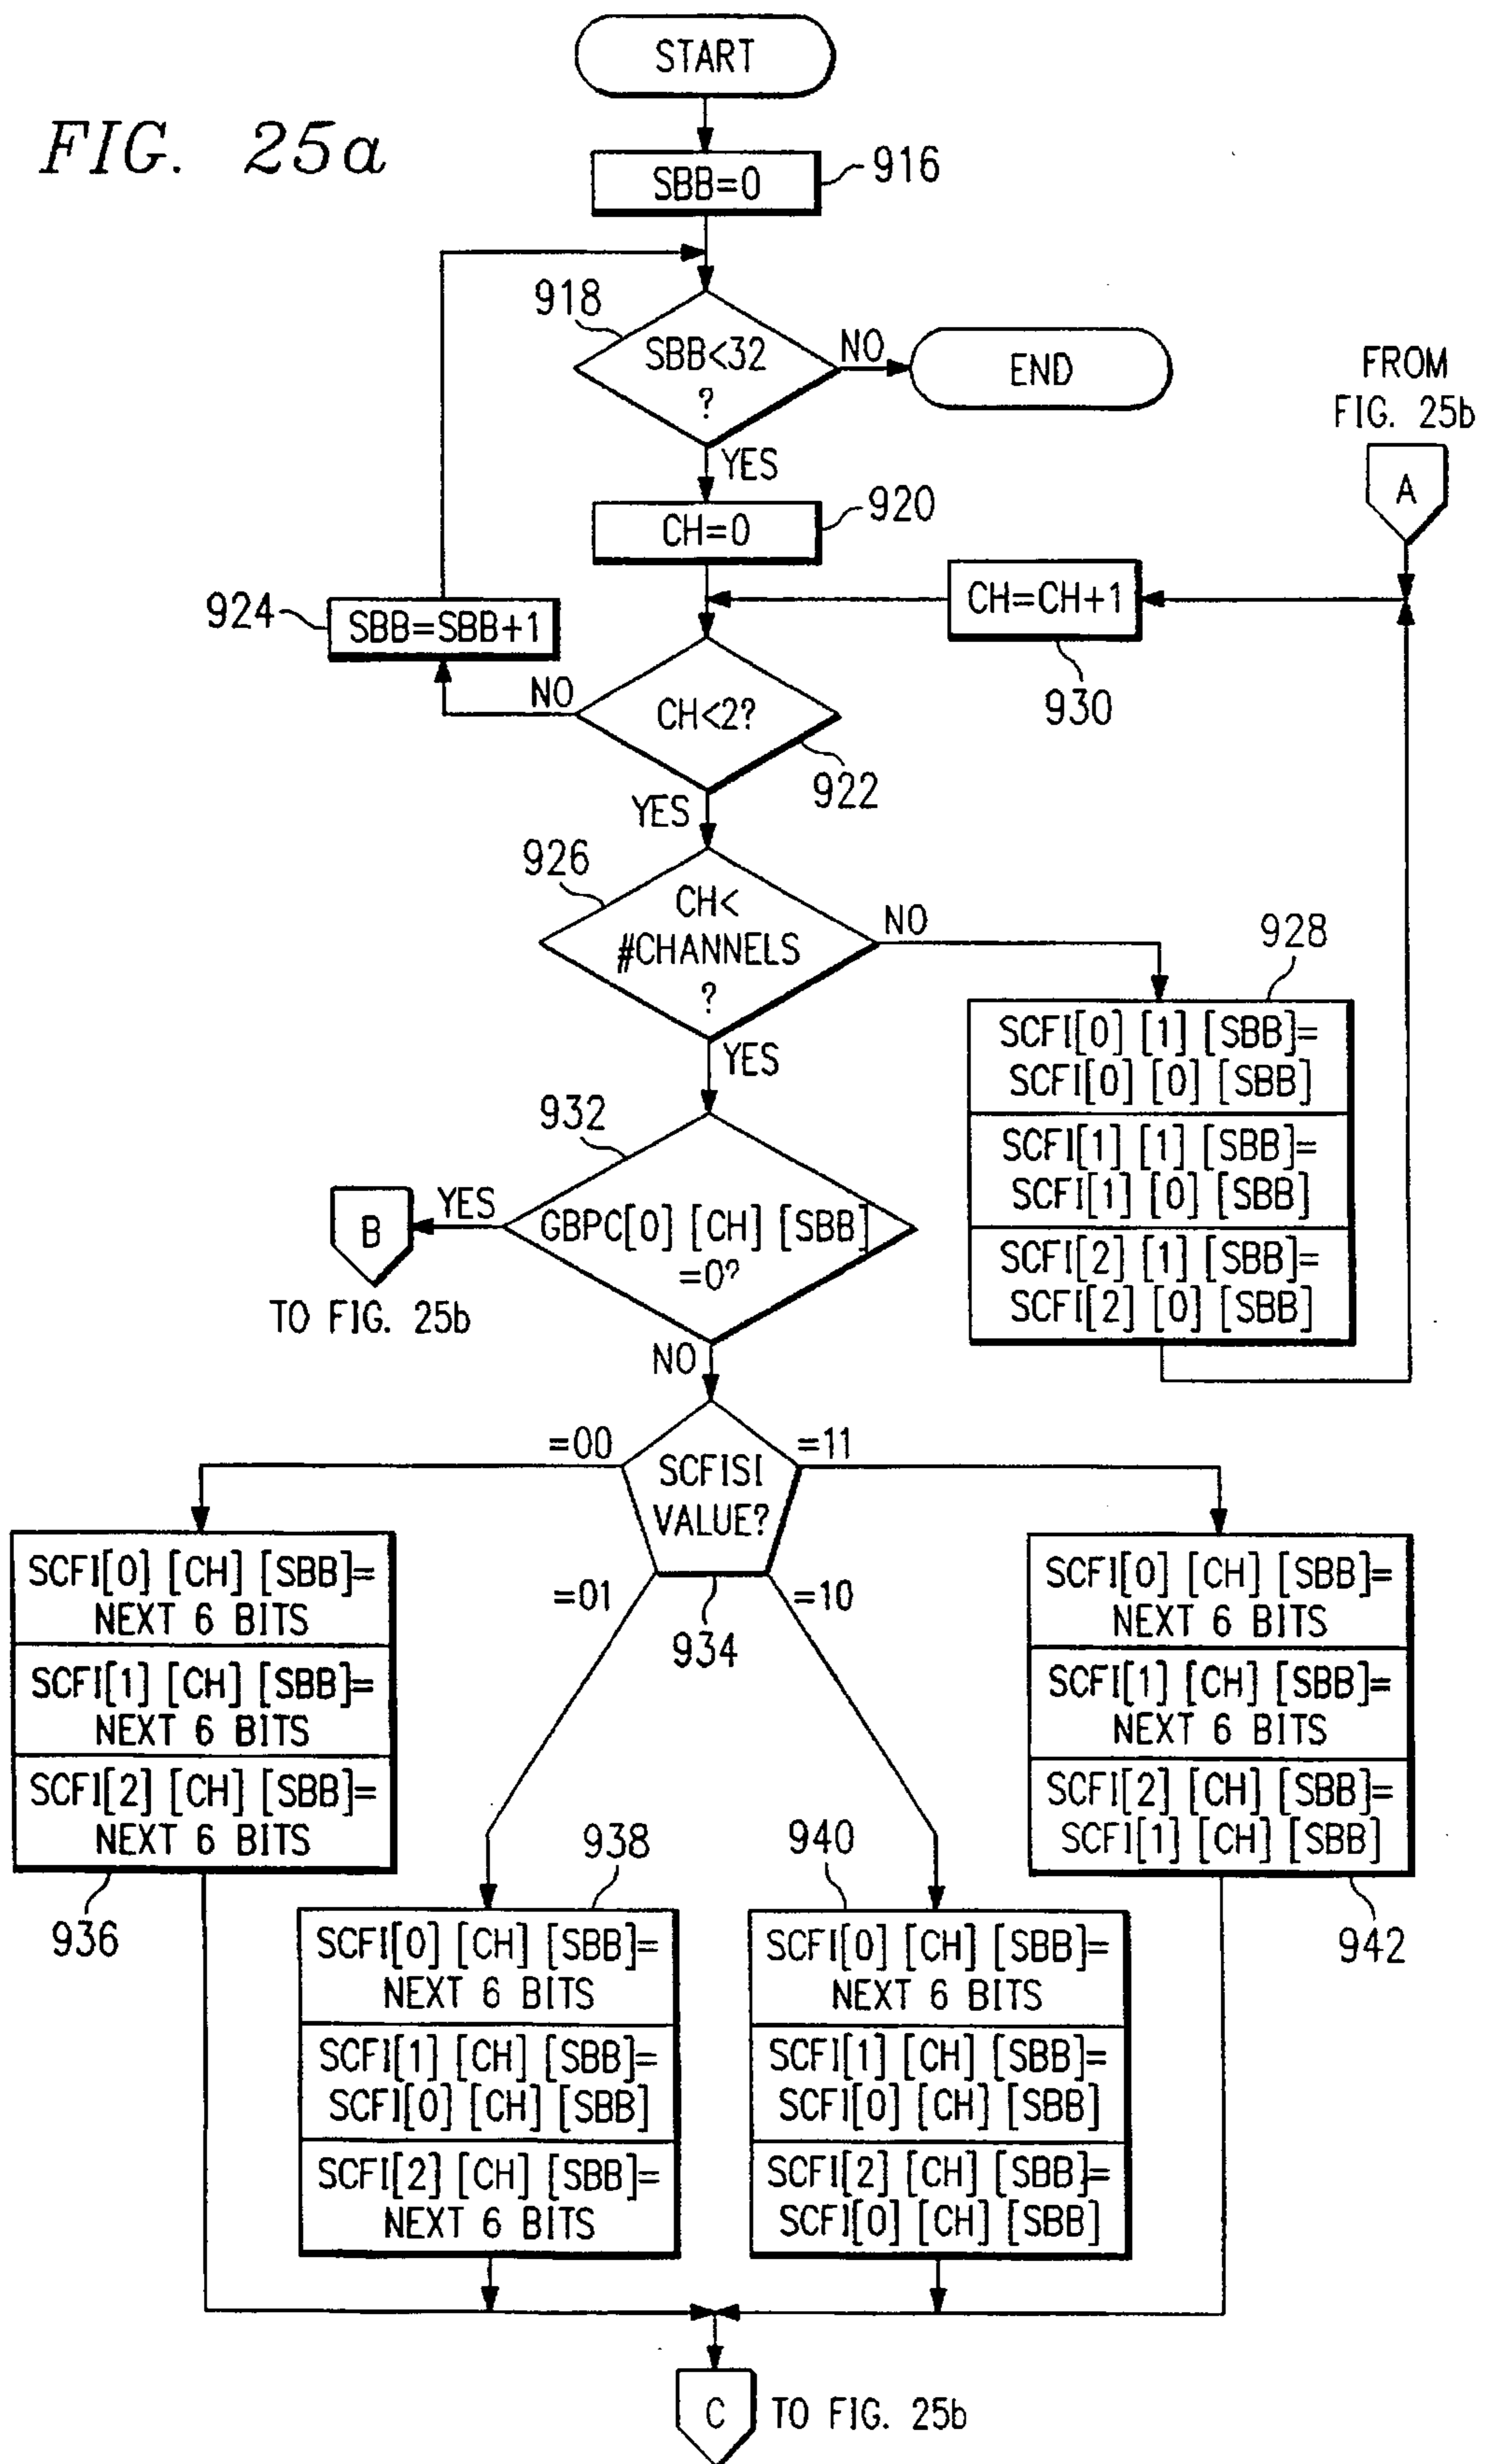 FIG. 25a
START
SBB=0
916
918
SBB<32
?
NO
END
YES
FROM
FIG. 25b
A
CH=0
920
CH=CH+1
930
924
SBB=SBB+1
NO
CH<2?
922
YES
926
CH<
#CHANNELS
?
NO
928
SCFI[0] [1] [SBB]=
SCFI[0] [0] [SBB]
SCFI[1] [1] [SBB]=
SCFI[1] [0] [SBB]
SCFI[2] [1] [SBB]=
SCFI[2] [0] [SBB]
YES
932
GBPC[0] [CH] [SBB]
=0?
YES
B
TO FIG. 25b
NO
=00
SCFISI
VALUE?
=11
=01
934
=10
SCFI[0] [CH] [SBB]=
NEXT 6 BITS
SCFI[1] [CH] [SBB]=
NEXT 6 BITS
SCFI[2] [CH] [SBB]=
NEXT 6 BITS
936
938
SCFI[0] [CH] [SBB]=
NEXT 6 BITS
SCFI[1] [CH] [SBB]=
SCFI[0] [CH] [SBB]
SCFI[2] [CH] [SBB]=
NEXT 6 BITS
940
SCFI[0] [CH] [SBB]=
NEXT 6 BITS
SCFI[1] [CH] [SBB]=
SCFI[0] [CH] [SBB]
SCFI[2] [CH] [SBB]=
SCFI[0] [CH] [SBB]
SCFI[0] [CH] [SBB]=
NEXT 6 BITS
SCFI[1] [CH] [SBB]=
NEXT 6 BITS
SCFI[2] [CH] [SBB]=
SCFI[1] [CH] [SBB]
942
C
TO FIG. 25b